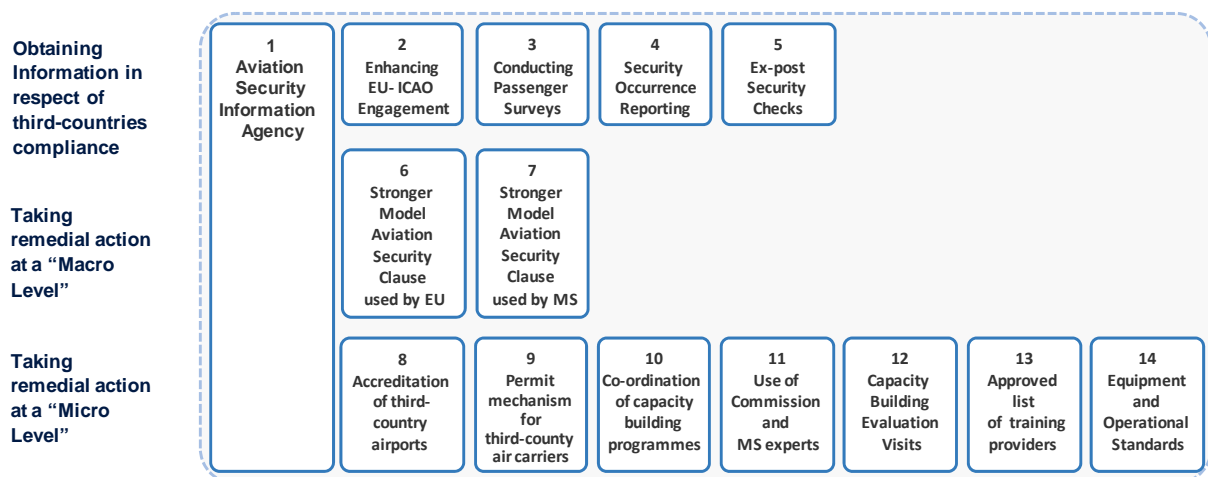 Obtaining
Information in
respect of
third-countries
compliance
1
Aviation
Security
Information
Agency
2
Enhancing
EU- ICAO
Engagement
3
Conducting
Passenger
Surveys
4
Security
Occurrence
Reporting
5
Ex-post
Security
Checks
Taking
remedial action
at a “Macro
Level”
6
Stronger
Model
Aviation
Security
Clause
used by EU
7
Stronger
Model
Aviation
Security
Clause
used by MS
Taking
remedial action
at a “Micro
Level”
8
Accreditation
of third-
country
airports
9
Permit
mechanism
for
third-county
air carriers
10
Co-ordination
of capacity
building
programmes
11
Use of
Commission
and
MS experts
12
Capacity
Building
Evaluation
Visits
13
Approved
list
of training
providers
14
Equipment
and
Operational
Standards